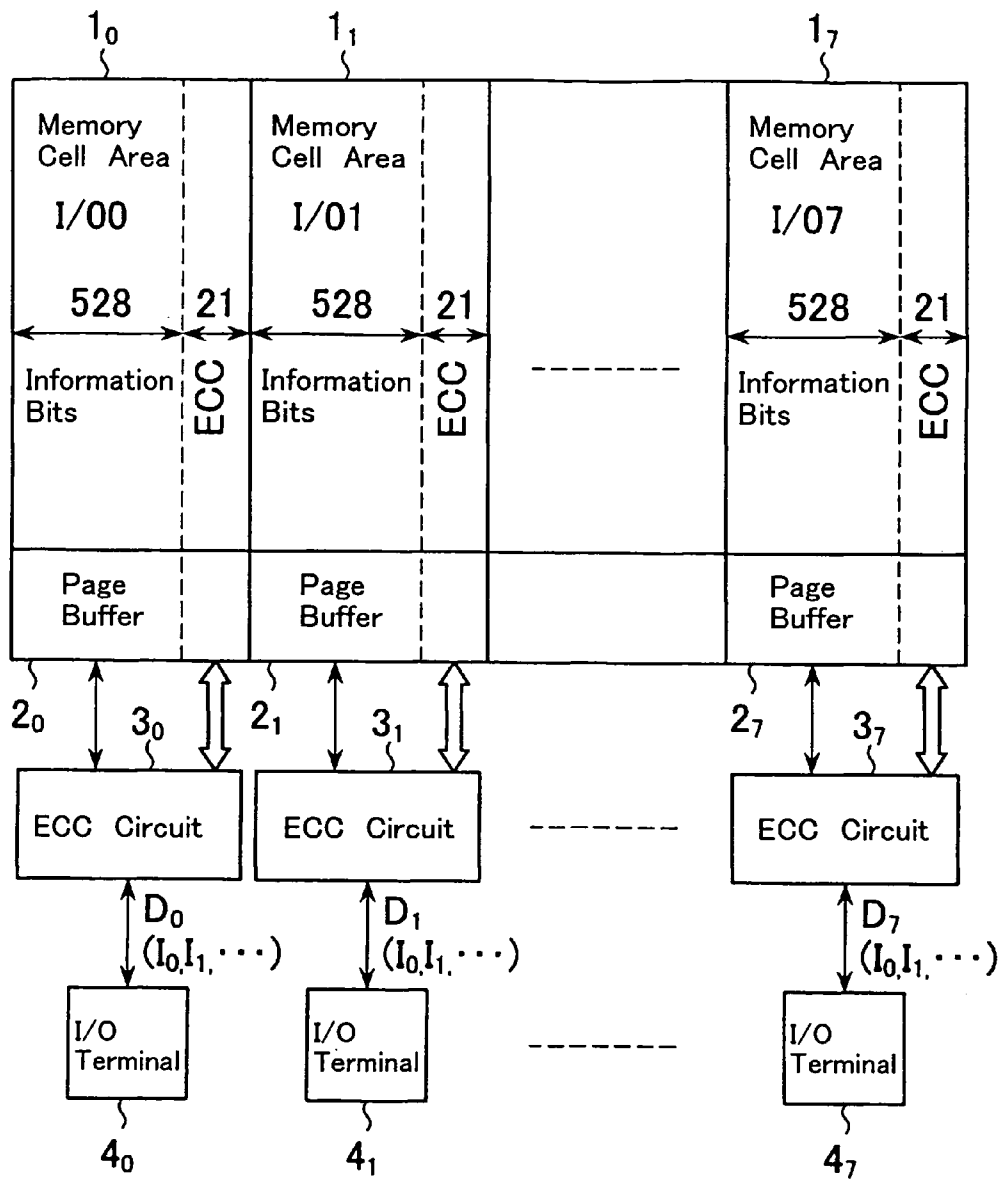 1₀ 1₁ 1₇
Memory Cell Area
I/00
528 21
Information Bits
ECC
Memory Cell Area
I/01
528 21
Information Bits
ECC
Memory Cell Area
I/07
528 21
Information Bits
ECC
Page Buffer
Page Buffer
Page Buffer
2₀ 3₀ 2₁ 3₁ 2₇ 3₇
ECC Circuit ECC Circuit ECC Circuit
D₀ D₁ D₇
(I₀,I₁,···) (I₀,I₁,···) (I₀,I₁,···)
I/O Terminal
I/O Terminal
I/O Terminal
4₀ 4₁ 4₇